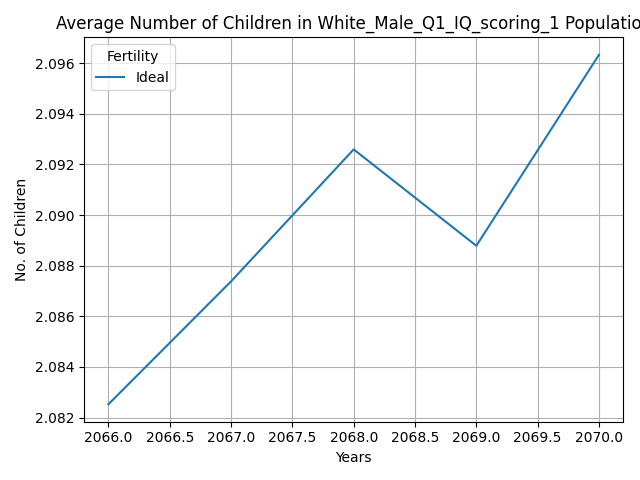 Average Number of Children in White_Male_Q1_IQ_scoring_1 Populatio
Fertility
Ideal
2.096
2.094
2.092
2.090
2.088
2.086
2.084
2.082
No. of Children
2066.0 2066.5 2067.0 2067.5 2068.0 2068.5 2069.0 2069.5 2070.0
Years